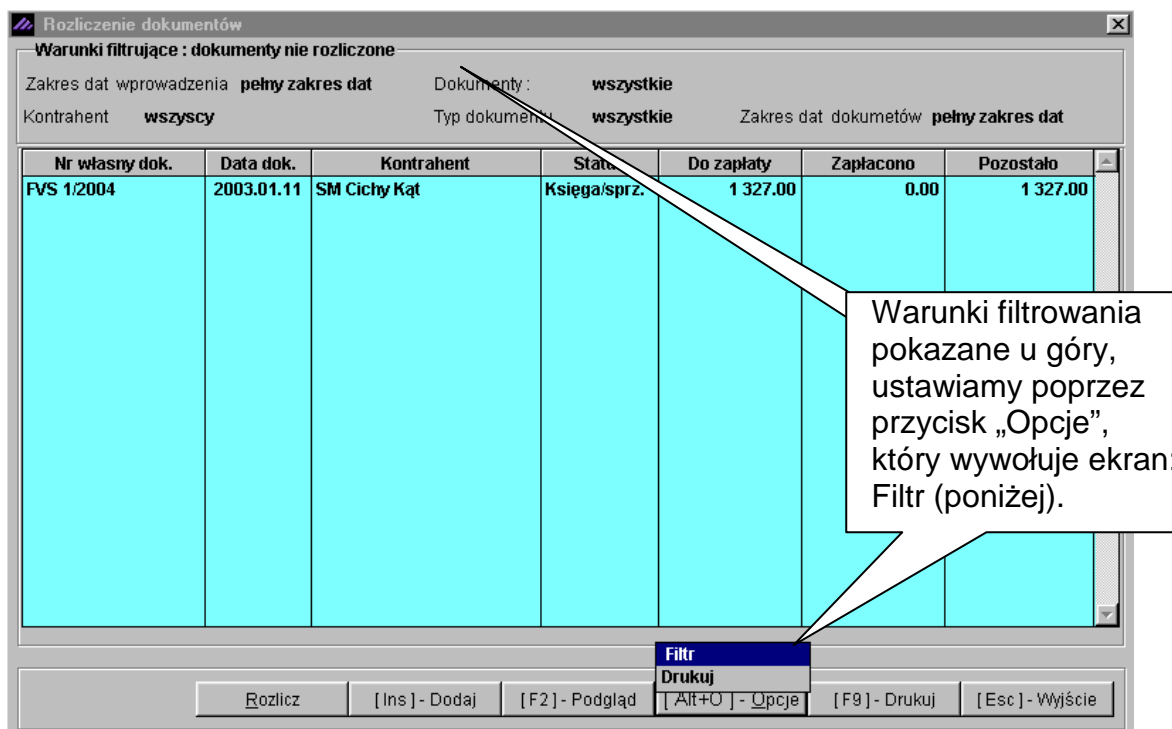 Rozliczenie dokumentów
Warunki filtrujące : dokumenty nie rozliczone
Zakres dat wprowadzenia pełny zakres dat Dokumenty : wszystkie
Kontrahent wszyscy Typ dokumentu wszystkie Zakres dat dokumetów pełny zakres dat
Nr własny dok. Data dok. Kontrahent Status Do zapłaty Zapłacono Pozostało
FVS 1/2004 2003.01.11 SM Cichy Kąt Księga/sprz. 1 327.00 0.00 1 327.00
Warunki filtrowania
pokazane u góry,
ustawiamy poprzez
przycisk „Opcje”,
który wywołuje ekran:
Filtr (poniżej).
Filtr
Drukuj
Rozlicz [ Ins ] - Dodaj [ F2 ] - Podgląd [ Alt+O ] - Opcje [ F9 ] - Drukuj [ Esc ] - Wyjście